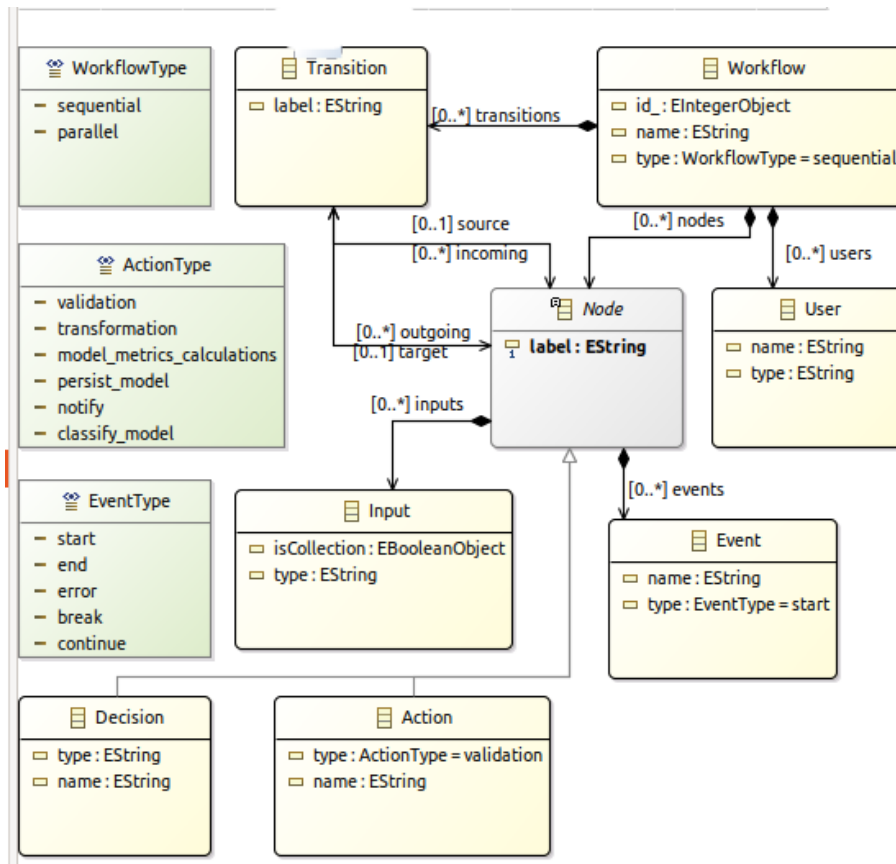 WorkflowType
sequential
parallel
Transition
label : EString
Workflow
id_ : EIntegerObject
name : EString
type : WorkflowType = sequential
[0..*] transitions
[0..1] source
[0..*] incoming
[0..*] nodes
[0..*] users
ActionType
validation
transformation
model_metrics_calculations
persist_model
notify
classify_model
[0..*] outgoing
[0..1] target
Node
label : EString
1
User
name : EString
type : EString
[0..*] inputs
[0..*] events
EventType
start
end
error
break
continue
Input
isCollection : EBooleanObject
type : EString
Event
name : EString
type : EventType = start
Decision
type : EString
name : EString
Action
type : ActionType = validation
name : EString